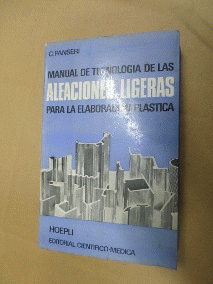 C. PANSERI
MANUAL DE TECNOLOGIA DE LAS
ALEACIONES LIGERAS
PARA LA ELABORACION PLASTICA
HOEPLI
EDITORIAL CIENTIFICO-MEDICA